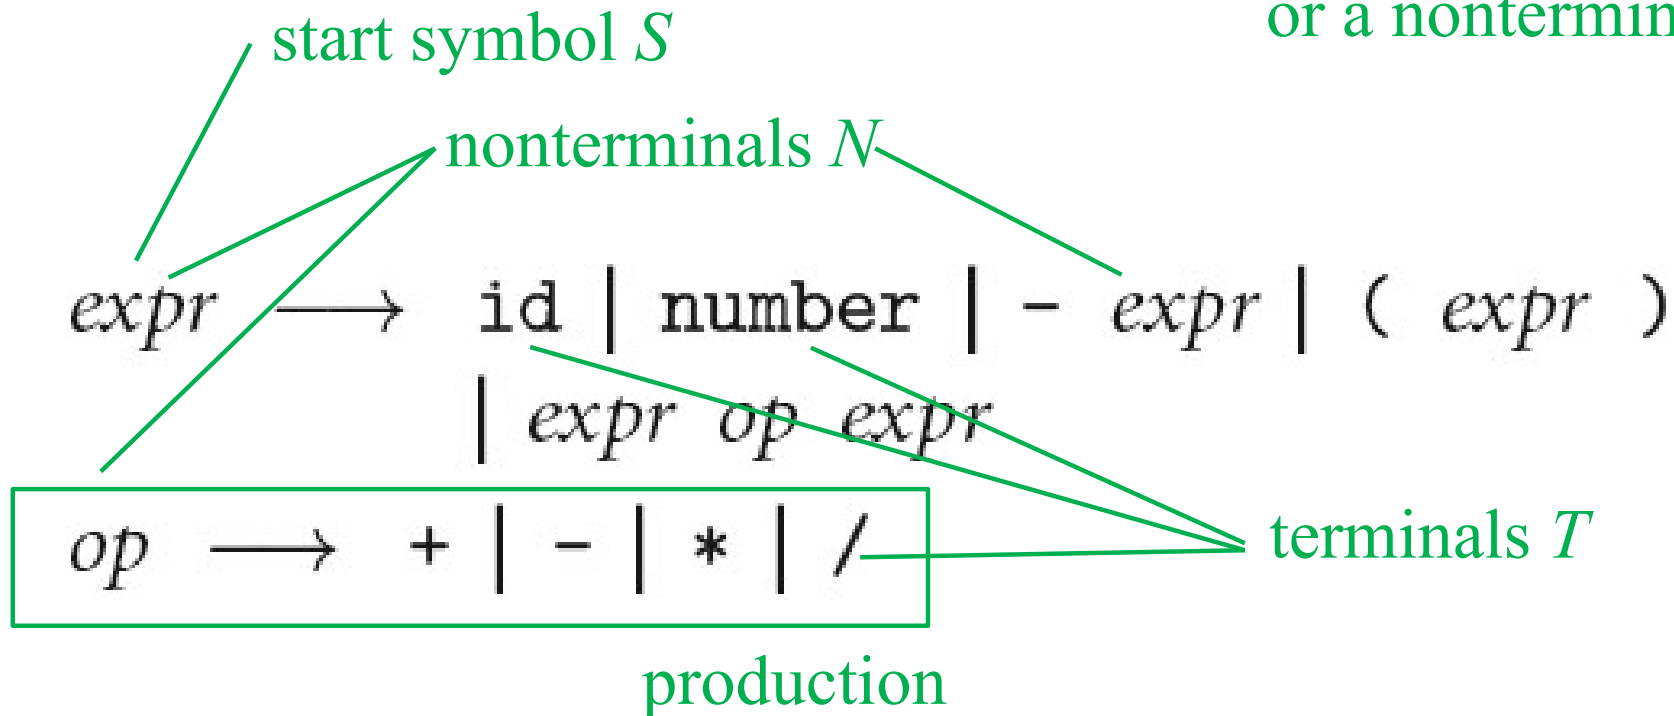 or a nontermin
start symbol S
nonterminals N
expr ⟶ id | number | - expr | ( expr )
| expr op expr
op ⟶ + | - | * | /
terminals T
production